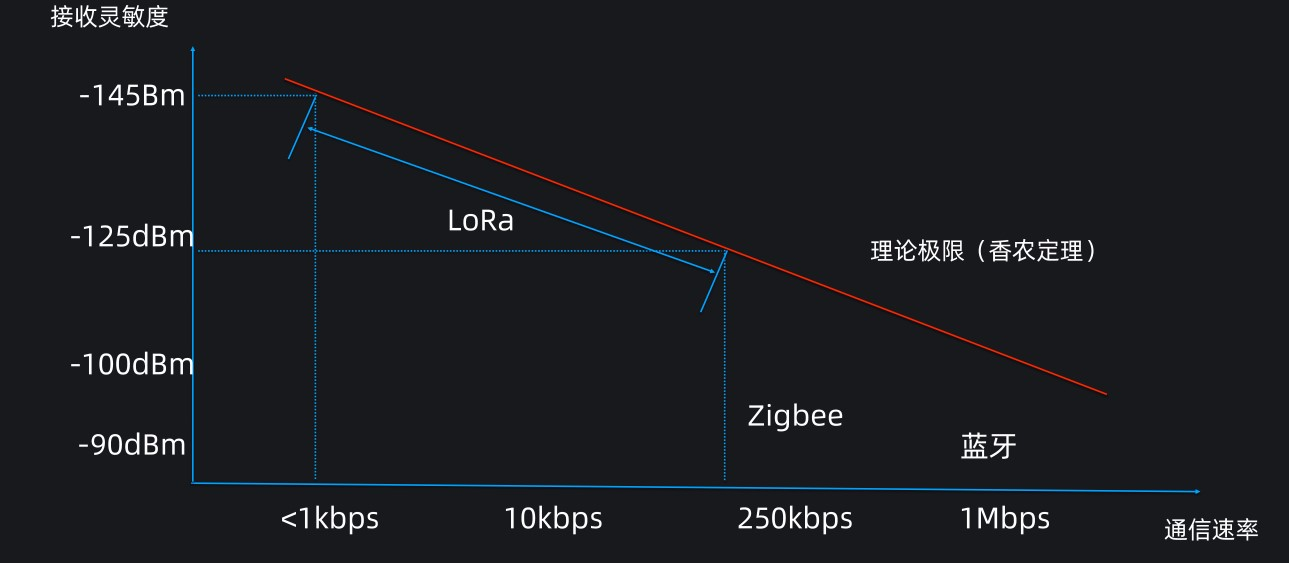 接收灵敏度
-145Bm
LoRa
-125dBm
理论极限（香农定理）
-100dBm
Zigbee
-90dBm
蓝牙
<1kbps
10kbps
250kbps
1Mbps
通信速率